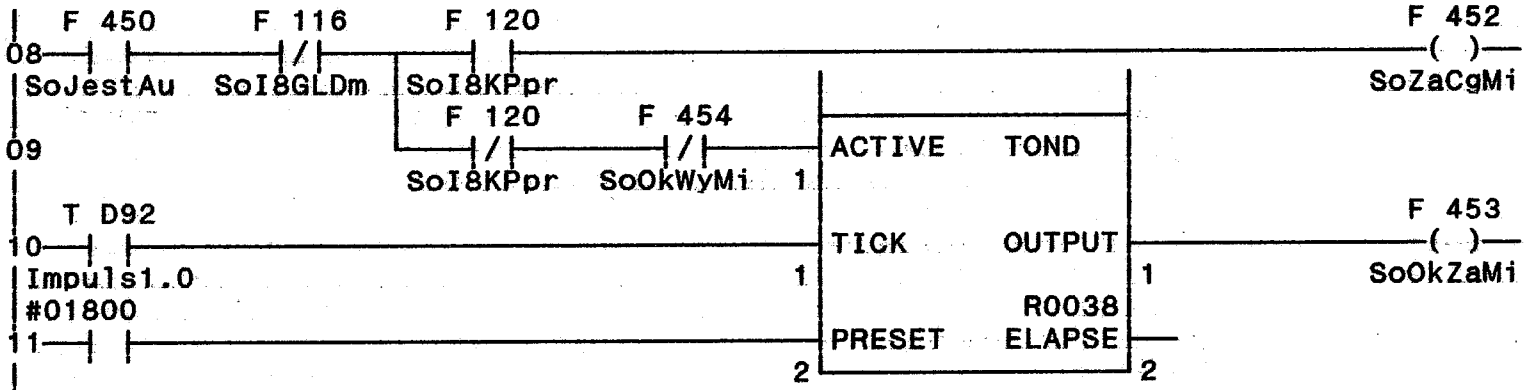 F 450 F 116 F 120 F 452
08 / ( )
SoJestAu SoI8GLDm SoI8KPpr SoZaCgMi
F 120 F 454
09 / / ACTIVE TOND
SoI8KPpr SoOkWyMi 1
T D92 F 453
10 TICK OUTPUT ( )
Impuls1.0 1 1 SoOkZaMi
#01800 R0038
11 PRESET ELAPSE
2 2